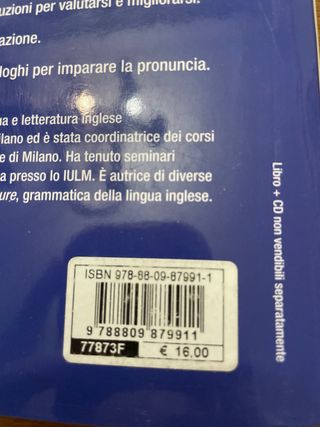 uzioni per valutarsi e migliorarsi.
azione.
loghi per imparare la pronuncia.
ua e letteratura inglese
ilano ed è stata coordinatrice dei corsi
e di Milano. Ha tenuto seminari
a presso lo IULM. È autrice di diverse
ure, grammatica della lingua inglese.
Libro + CD non vendibili separatamente
ISBN 978-88-09-87991-1
9 788809 879911
77873F
€ 16,00